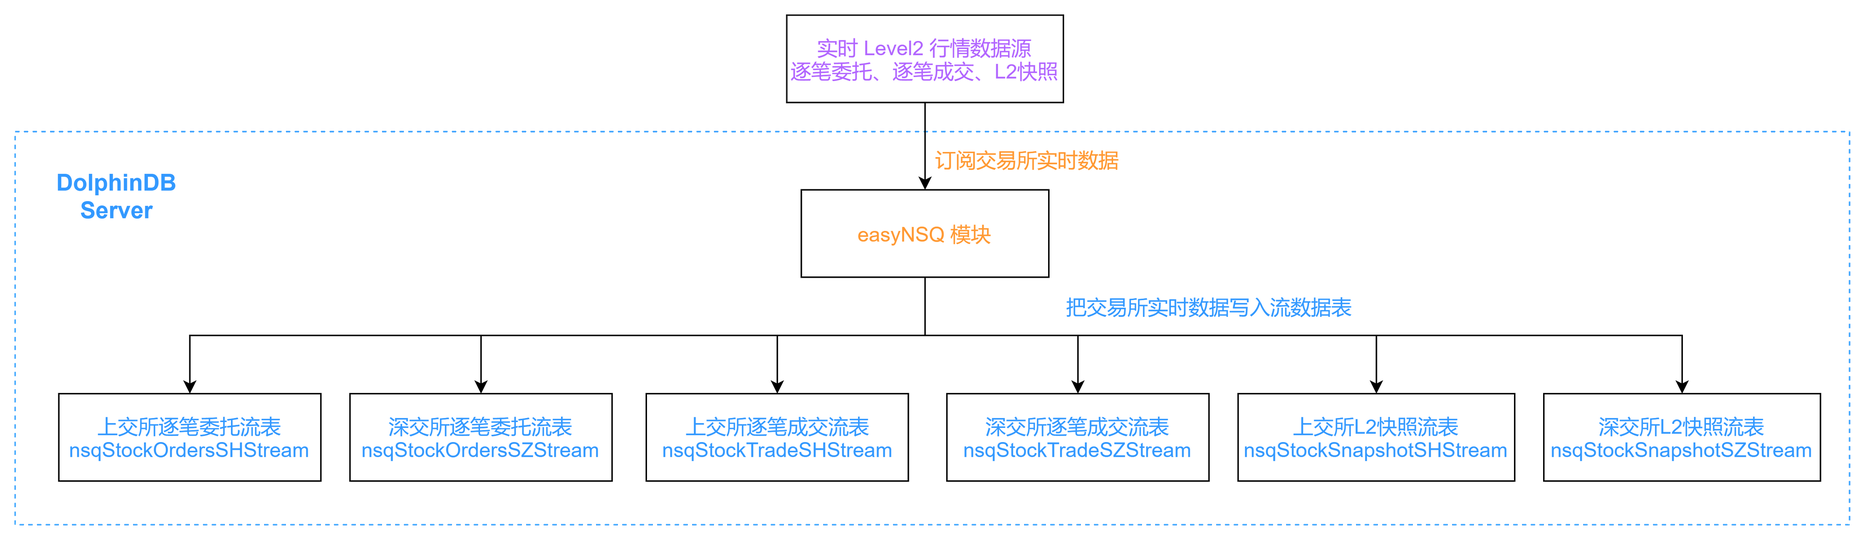 实时 Level2 行情数据源
逐笔委托、逐笔成交、L2快照
订阅交易所实时数据
DolphinDB
Server
easyNSQ 模块
把交易所实时数据写入流数据表
上交所逐笔委托流表
nsqStockOrdersSHStream
深交所逐笔委托流表
nsqStockOrdersSZStream
上交所逐笔成交流表
nsqStockTradeSHStream
深交所逐笔成交流表
nsqStockTradeSZStream
上交所L2快照流表
nsqStockSnapshotSHStream
深交所L2快照流表
nsqStockSnapshotSZStream